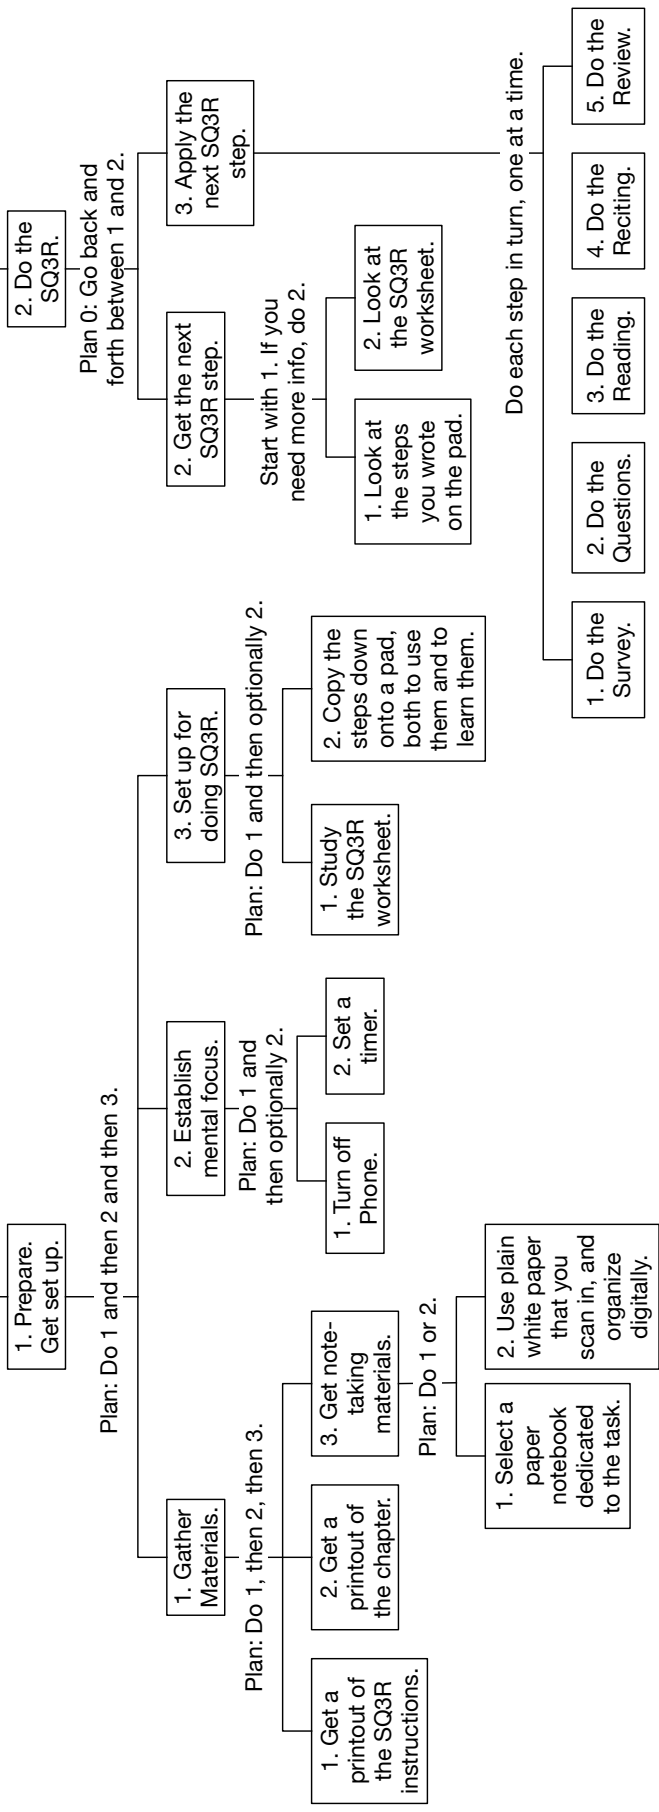 1. Prepare.
Get set up.
Plan: Do 1 and then 2 and then 3.
1. Gather
Materials.
Plan: Do 1, then 2, then 3.
1. Get a
printout of
the SQ3R
instructions.
2. Get a
printout of
the chapter.
3. Get note-
taking
materials.
Plan: Do 1 or 2.
1. Select a
paper
notebook
dedicated
to the task.
2. Use plain
white paper
that you
scan in, and
organize
digitally.
2. Establish
mental focus.
Plan: Do 1 and
then optionally 2.
1. Turn off
Phone.
2. Set a
timer.
3. Set up for
doing SQ3R.
Plan: Do 1 and then optionally 2.
1. Study
the SQ3R
worksheet.
2. Copy the
steps down
onto a pad,
both to use
them and to
learn them.
2. Do the
SQ3R.
Plan 0: Go back and
forth between 1 and 2.
2. Get the next
SQ3R step.
Start with 1. If you
need more info, do 2.
1. Look at
the steps
you wrote
on the pad.
2. Look at
the SQ3R
worksheet.
3. Apply the
next SQ3R
step.
Do each step in turn, one at a time.
1. Do the
Survey.
2. Do the
Questions.
3. Do the
Reading.
4. Do the
Reciting.
5. Do the
Review.